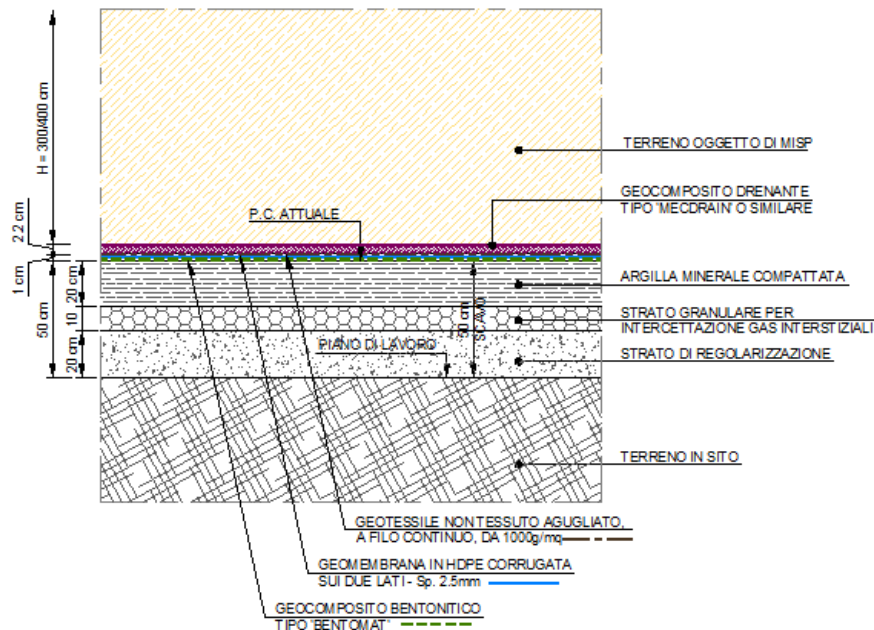 H = 300/400 cm
2.2 cm
1 cm
50 cm
20 cm
10
20 cm
P.C. ATTUALE
50 cm
SCAVO
PIANO DI LAVORO
TERRENO OGGETTO DI MISP
GEOCOMPOSITO DRENANTE
TIPO 'MECDRAIN' O SIMILARE
ARGILLA MINERALE COMPATTATA
STRATO GRANULARE PER
INTERCETTAZIONE GAS INTERSTIZIALI
STRATO DI REGOLARIZZAZIONE
TERRENO IN SITO
GEOTESSILE NON TESSUTO AGUGLIATO,
A FILO CONTINUO, DA 1000g/mq
GEOMEMBRANA IN HDPE CORRUGATA
SUI DUE LATI - Sp. 2.5mm
GEOCOMPOSITO BENTONITICO
TIPO 'BENTOMAT'